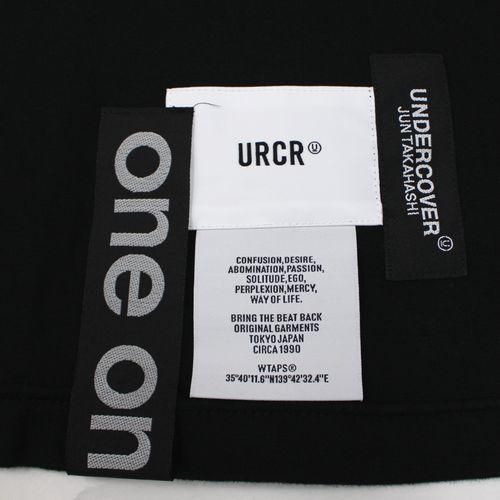 one on
URCR Ⓤ
UNDERCOVER Ⓤ
JUN TAKAHASHI
CONFUSION,DESIRE,
ABOMINATION,PASSION,
SOLITUDE,EGO,
PERPLEXION,MERCY,
WAY OF LIFE.
BRING THE BEAT BACK
ORIGINAL GARMENTS
TOKYO JAPAN
CIRCA 1990
WTAPS®
35°40'11.6"N139°42'32.4"E